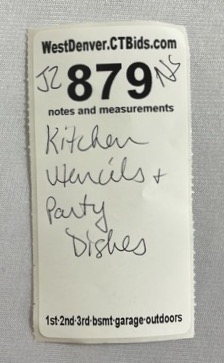 WestDenver.CTBids.com
JZ 879 NS
notes and measurements
Kitchen
Utencils +
Party
Dishes
1st·2nd·3rd·bsmt·garage·outdoors